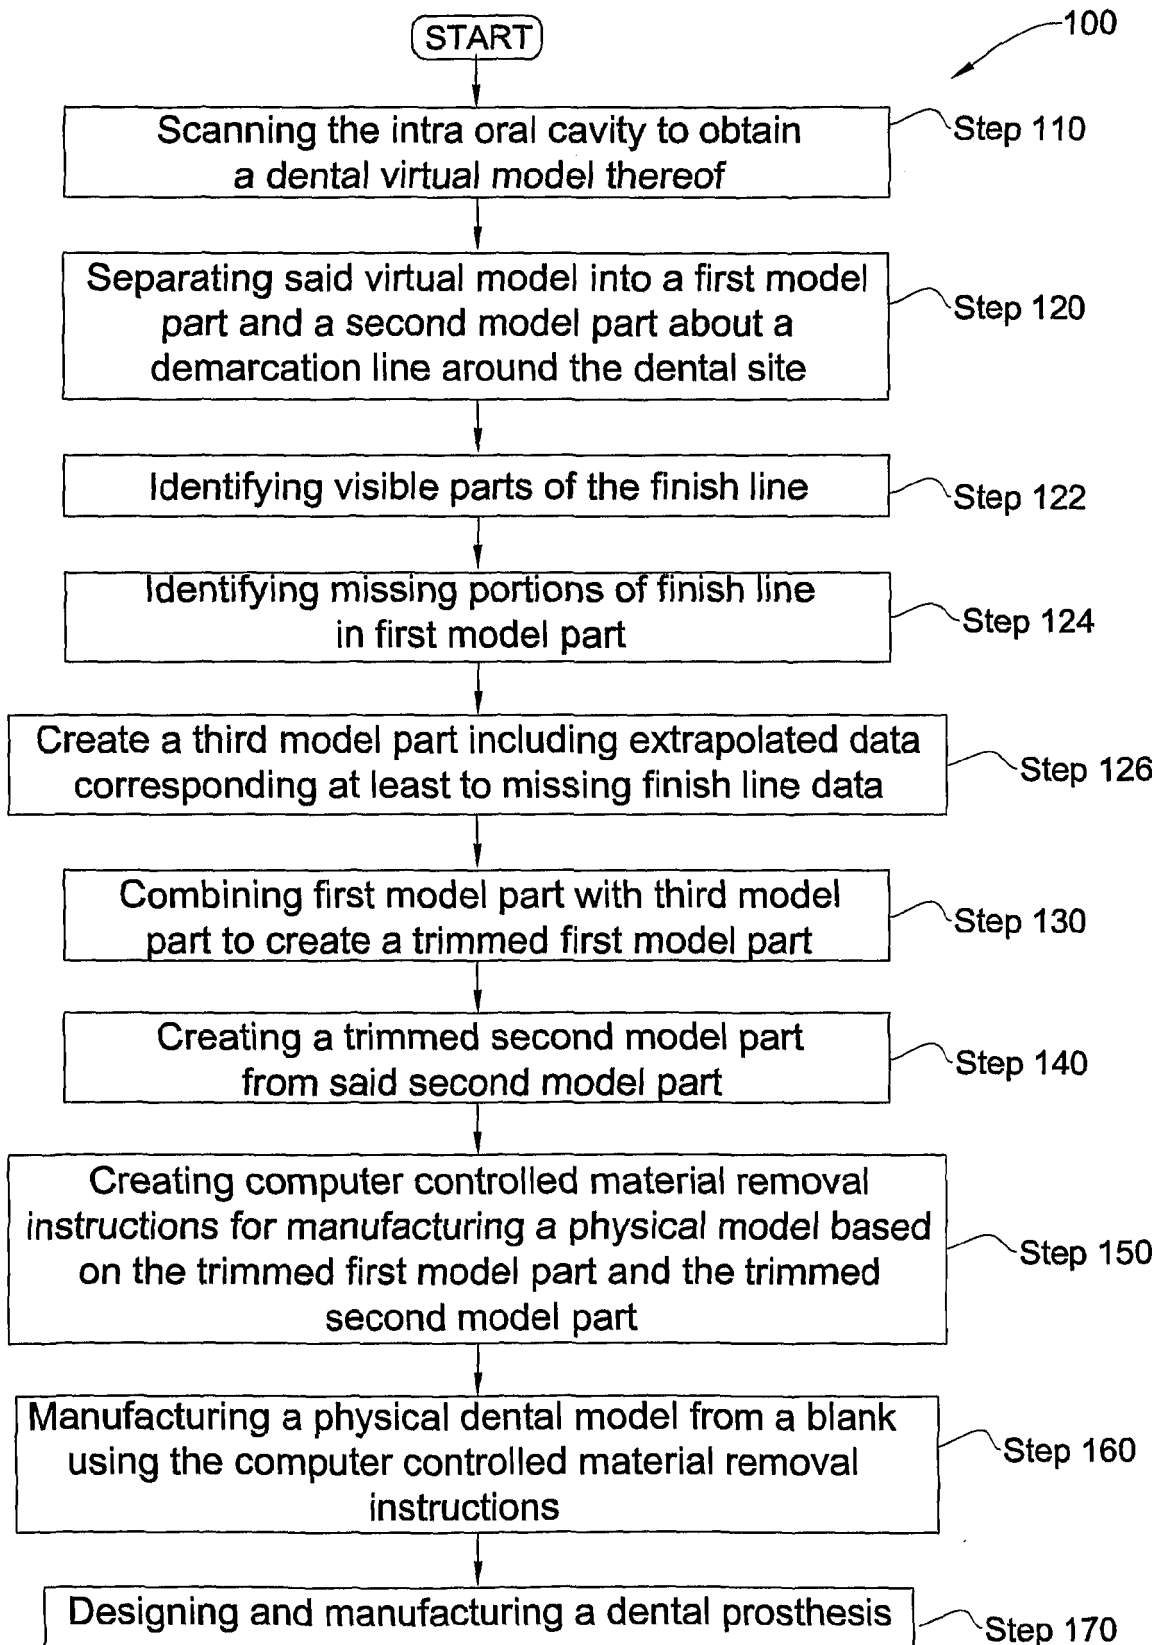 START
100
Scanning the intra oral cavity to obtain
a dental virtual model thereof
Step 110
Separating said virtual model into a first model
part and a second model part about a
demarcation line around the dental site
Step 120
Identifying visible parts of the finish line
Step 122
Identifying missing portions of finish line
in first model part
Step 124
Create a third model part including extrapolated data
corresponding at least to missing finish line data
Step 126
Combining first model part with third model
part to create a trimmed first model part
Step 130
Creating a trimmed second model part
from said second model part
Step 140
Creating computer controlled material removal
instructions for manufacturing a physical model based
on the trimmed first model part and the trimmed
second model part
Step 150
Manufacturing a physical dental model from a blank
using the computer controlled material removal
instructions
Step 160
Designing and manufacturing a dental prosthesis
Step 170